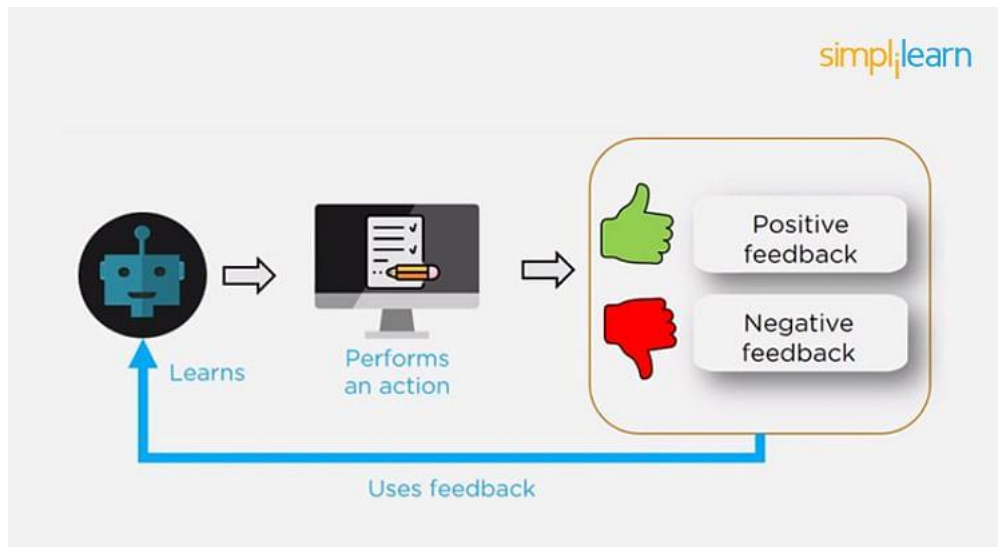 simplilearn
Positive
feedback
Negative
feedback
Learns
Performs
an action
Uses feedback